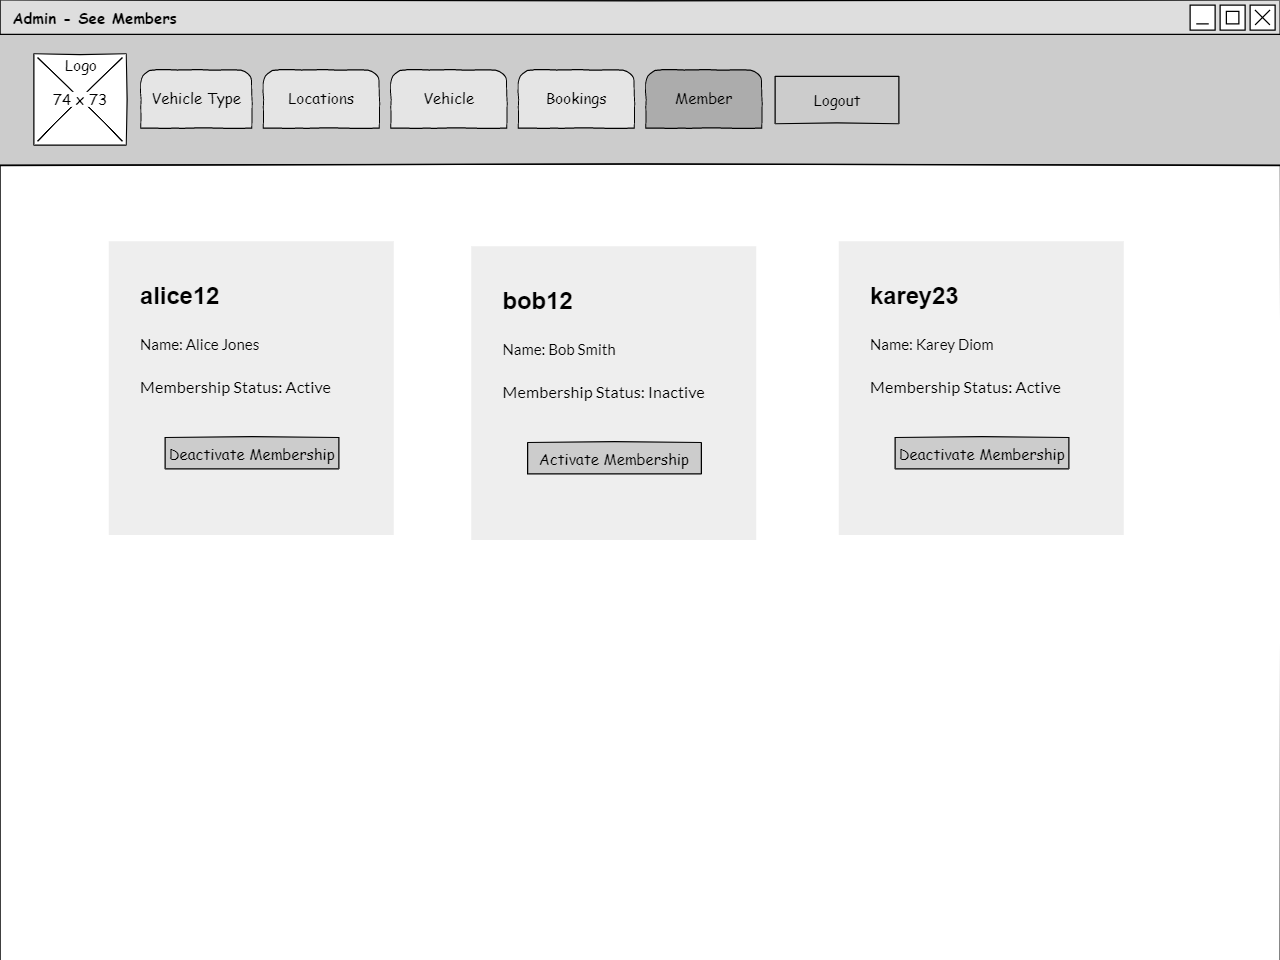 Admin - See Members
Logo
74 x 73
Vehicle Type
Locations
Vehicle
Bookings
Member
Logout
alice12
Name: Alice Jones
Membership Status: Active
Deactivate Membership
bob12
Name: Bob Smith
Membership Status: Inactive
Activate Membership
karey23
Name: Karey Diom
Membership Status: Active
Deactivate Membership